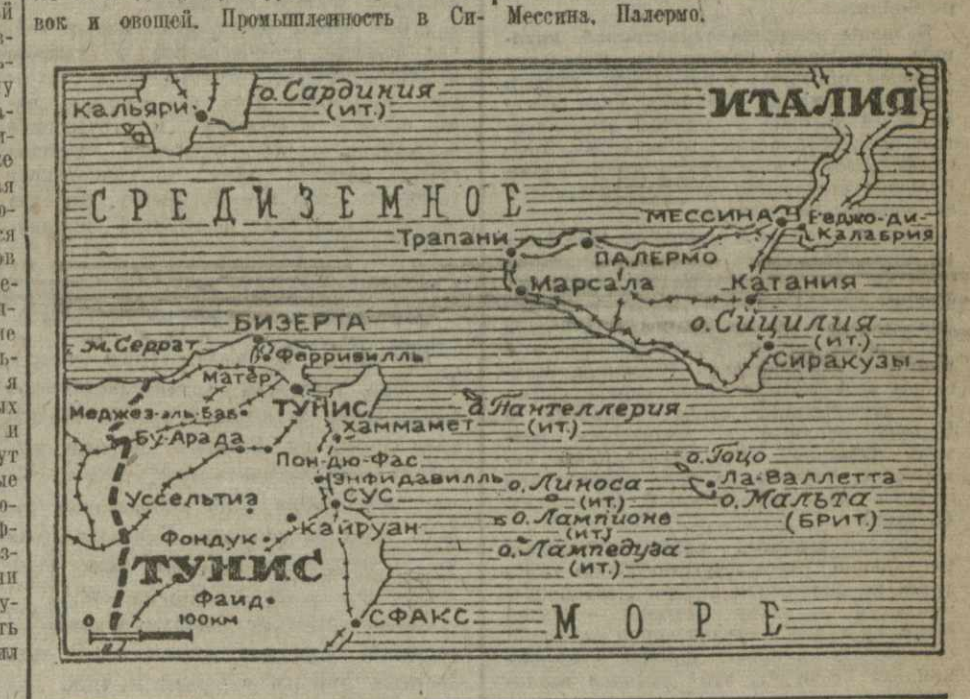 вок и овощей. Промышленность в Си-
Мессина, Палермо.
о. Сардиния
(ИТ.)
Кальяри
ИТАЛИЯ
СРЕДИЗЕМНОЕ
МЕССИНА
Реджо-ди-
Калабрия
Трапани
ПАЛЕРМО
Марсала
Катания
о. Сицилия
(ИТ.)
Сиракузы
БИЗЕРТА
м. Седрат
Ферривилль
Матер
ТУНИС
Меджез-эль-Баб
Хаммамет
Бу-Арада
Пон-дю-Фас
о. Пантеллерия
(ИТ.)
Энфидавилль
о. Гоцо
Ла-Валлетта
о. Мальта
(БРИТ.)
о. Линоса
(ИТ.)
Уссельтиа
СУС
о. Лампионе
(ИТ.)
Кайруан
Фондук
о. Лампедуза
(ИТ.)
ТУНИС
Фаид
0
100км
СФАКС
МОРЕ